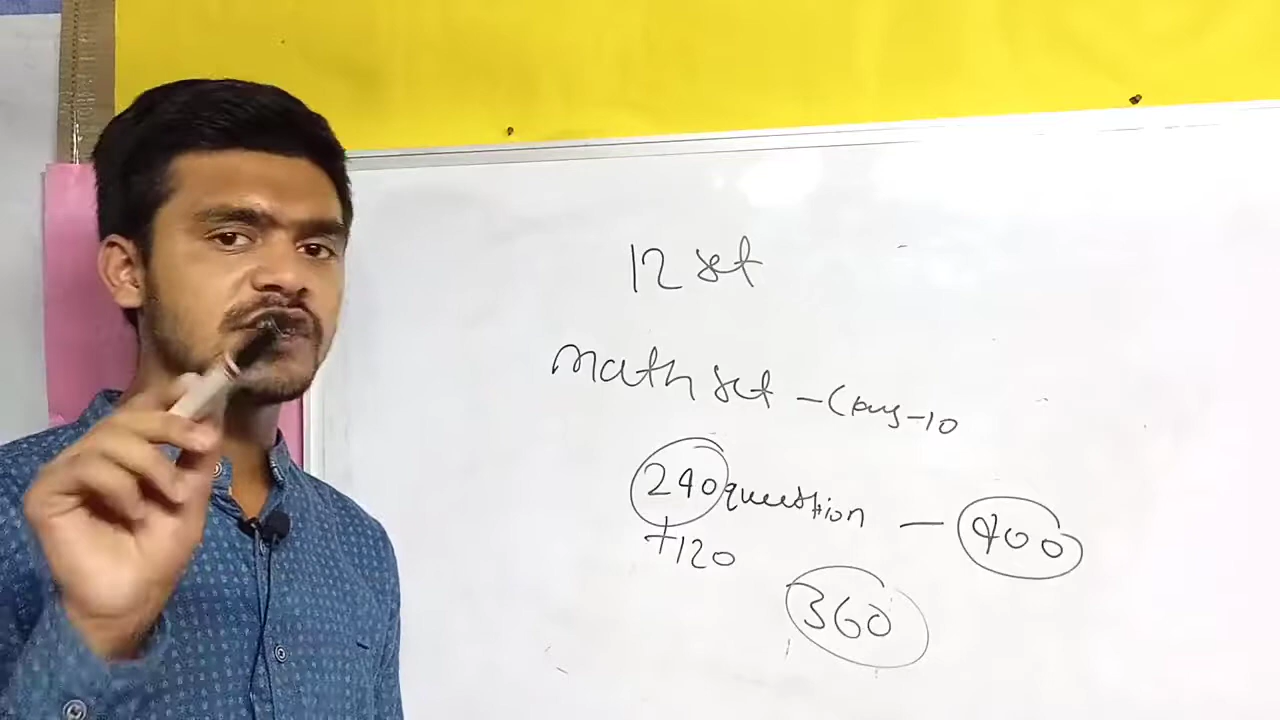 12 set
math set - Class-10
240 question — 400
+120
360